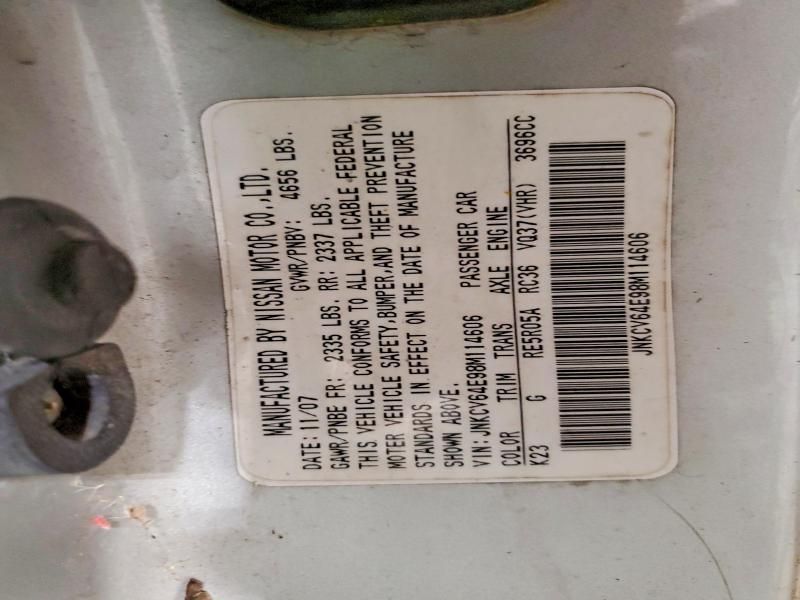 MANUFACTURED BY NISSAN MOTOR CO.,LTD.
DATE: 11/07 GVWR/PNBV: 4656 LBS.
GAWR/PNBE FR: 2335 LBS. RR: 2337 LBS.
THIS VEHICLE CONFORMS TO ALL APPLICABLE FEDERAL
MOTER VEHICLE SAFETY, BUMPER, AND THEFT PREVENTION
STANDARDS IN EFFECT ON THE DATE OF MANUFACTURE
SHOWN ABOVE.
VIN: JNKCV64E98M114606 PASSENGER CAR
COLOR TRIM TRANS AXLE ENGINE
K23 G RE5R05A RC36 VQ37(VHR) 3696CC
JNKCV64E98M114606